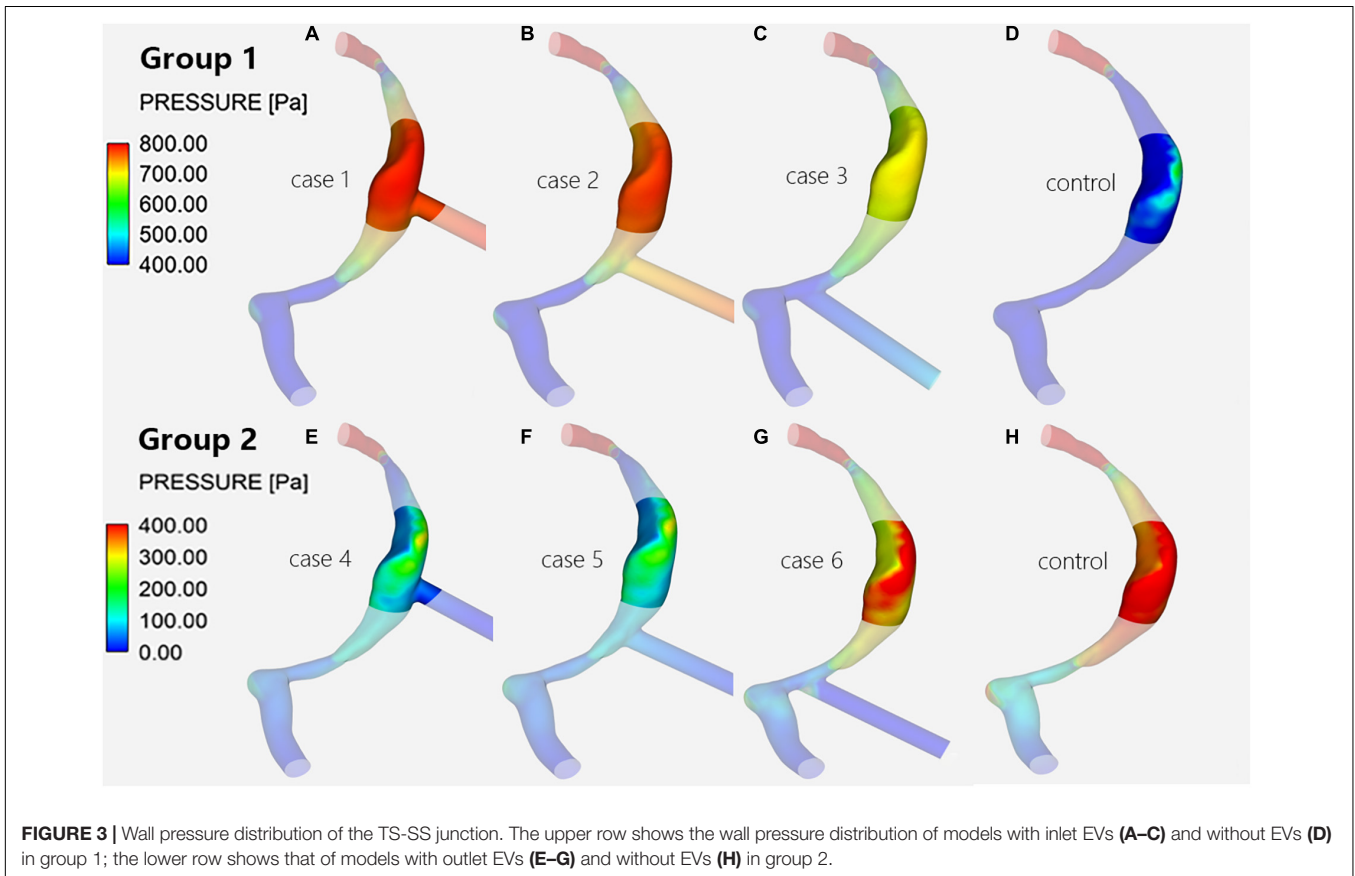 A
B
C
D
Group 1
PRESSURE [Pa]
800.00
700.00
600.00
500.00
400.00
case 1
case 2
case 3
control
Group 2
E
F
G
H
PRESSURE [Pa]
400.00
300.00
200.00
100.00
0.00
case 4
case 5
case 6
control
FIGURE 3 | Wall pressure distribution of the TS-SS junction. The upper row shows the wall pressure distribution of models with inlet EVs (A–C) and without EVs (D)
in group 1; the lower row shows that of models with outlet EVs (E–G) and without EVs (H) in group 2.